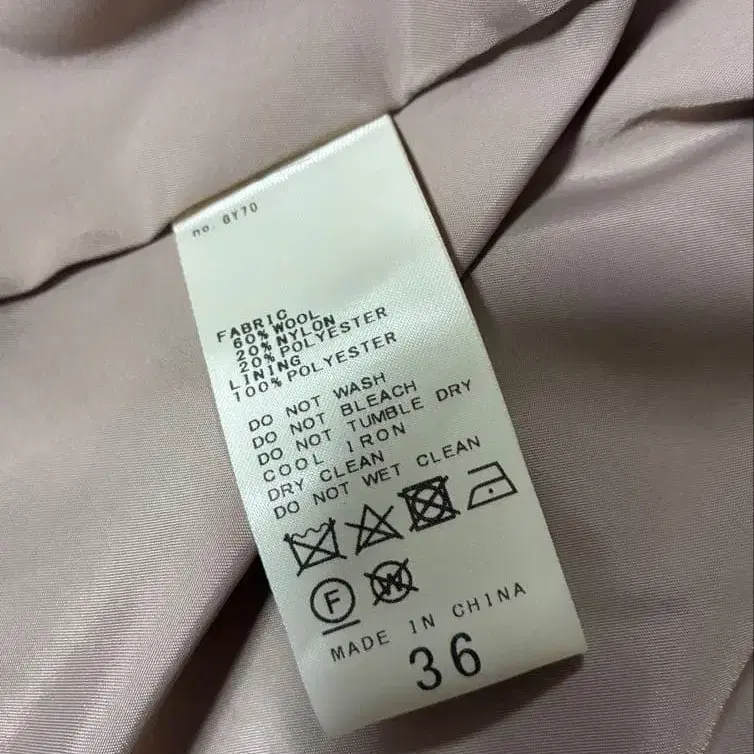 no. 6Y70
FABRIC
60% WOOL
20% NYLON
20% POLYESTER
LINING
100% POLYESTER
DO NOT WASH
DO NOT BLEACH
DO NOT TUMBLE DRY
COOL IRON
DRY CLEAN
DO NOT WET CLEAN
F W
MADE IN CHINA
36